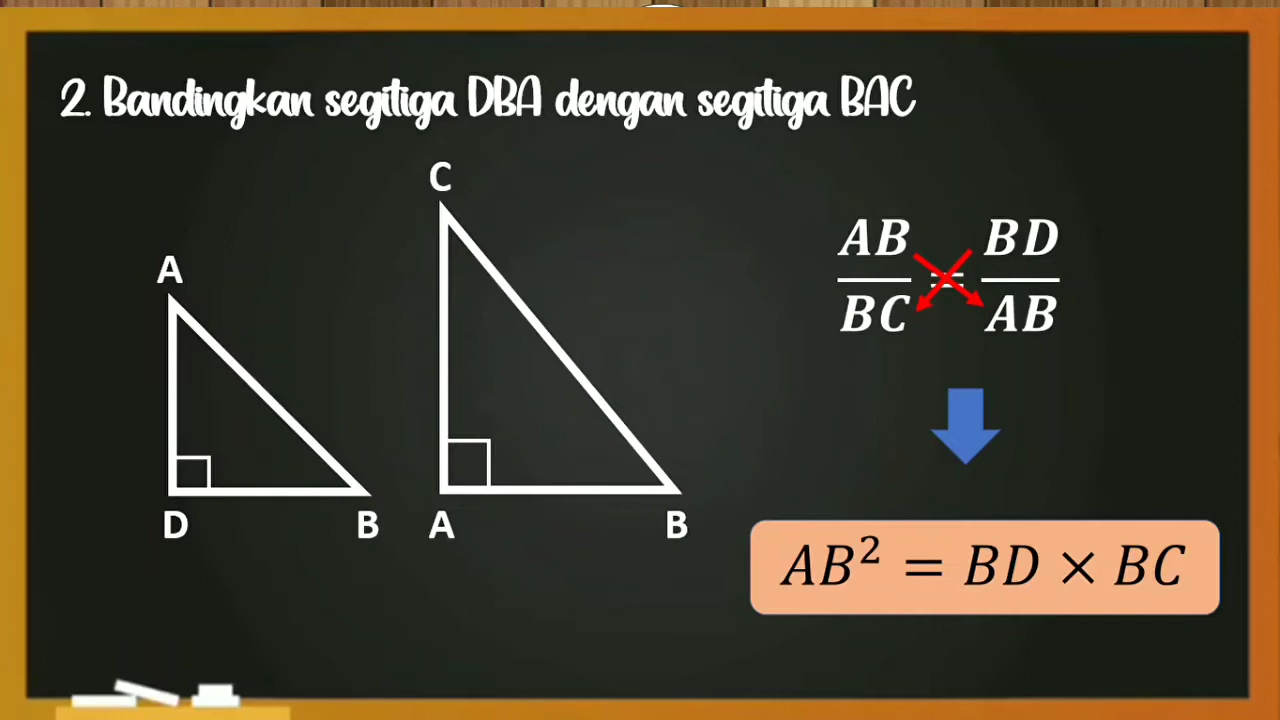 2. Bandingkan segitiga DBA dengan segitiga BAC
C
A
D
B
A
B
AB/BC = BD/AB
AB² = BD × BC